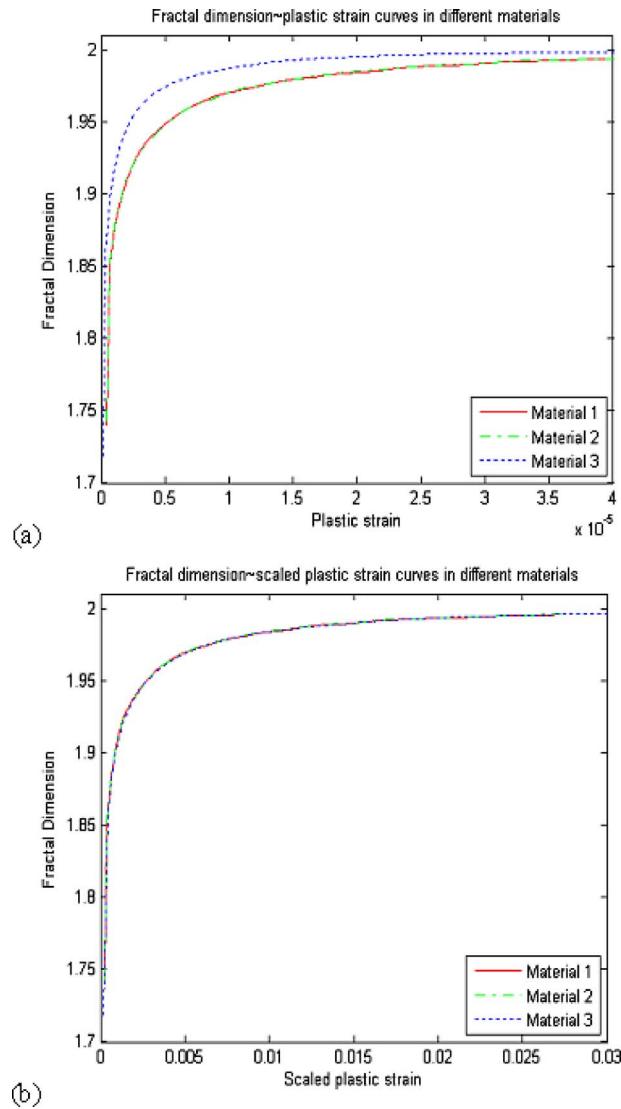 Fractal dimension~plastic strain curves in different materials
2
1.95
1.9
1.85
1.8
1.75
1.7
Fractal Dimension
Material 1
Material 2
Material 3
0 0.5 1 1.5 2 2.5 3 3.5 4
Plastic strain
x 10⁻⁵
(a)
Fractal dimension~scaled plastic strain curves in different materials
2
1.95
1.9
1.85
1.8
1.75
1.7
Fractal Dimension
Material 1
Material 2
Material 3
0 0.005 0.01 0.015 0.02 0.025 0.03
Scaled plastic strain
(b)